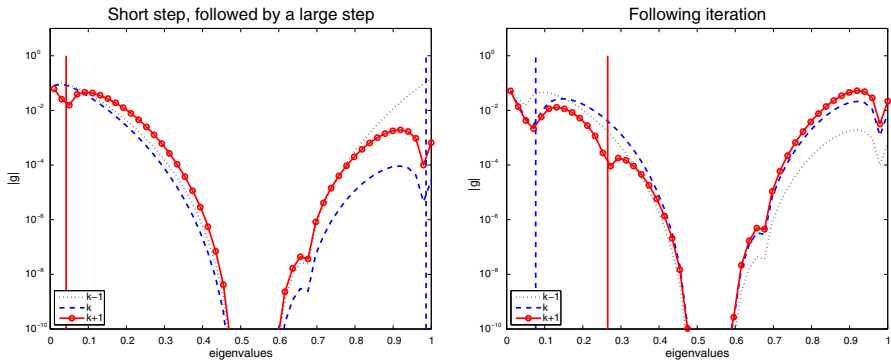 Short step, followed by a large step
10^0
10^-2
10^-4
10^-6
10^-8
10^-10
|g|
k−1
k
k+1
0 0.1 0.2 0.3 0.4 0.5 0.6 0.7 0.8 0.9 1
eigenvalues
Following iteration
10^0
10^-2
10^-4
10^-6
10^-8
10^-10
|g|
k−1
k
k+1
0 0.1 0.2 0.3 0.4 0.5 0.6 0.7 0.8 0.9 1
eigenvalues